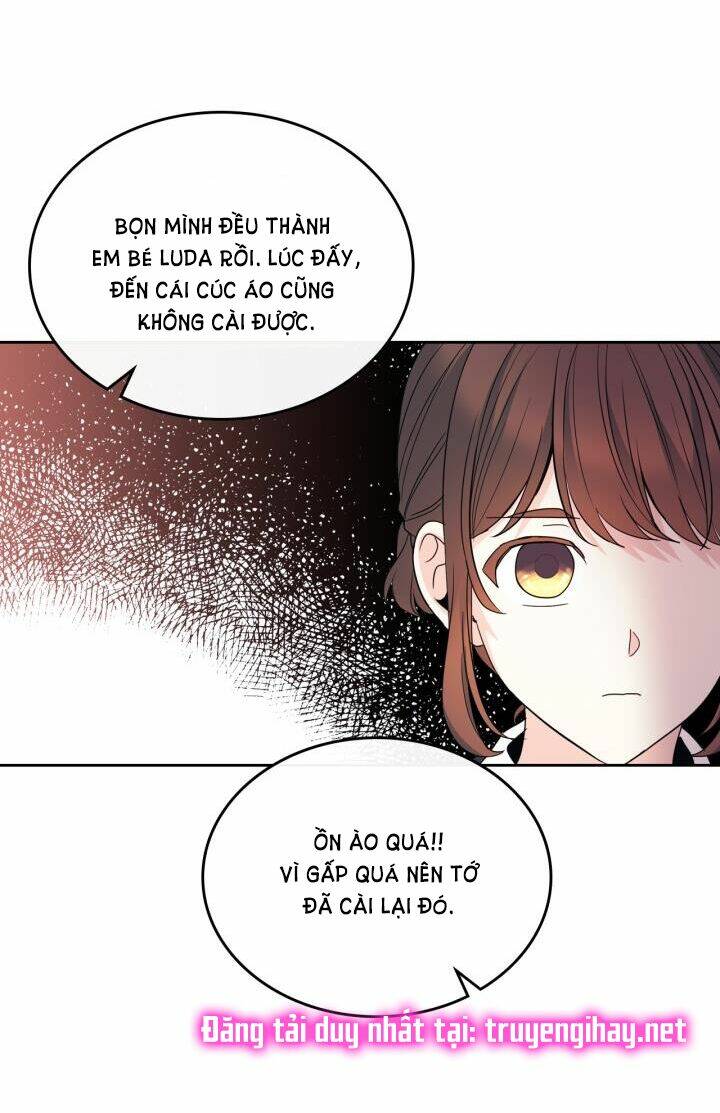 BỌN MÌNH ĐỀU THÀNH
EM BÉ LUDA RỒI. LÚC ĐẤY,
ĐẾN CÁI CÚC ÁO CŨNG
KHÔNG CÀI ĐƯỢC.
ỒN ÀO QUÁ!!
VÌ GẤP QUÁ NÊN TỚ
ĐÃ CÀI LẠI ĐÓ.
Đăng tải duy nhất tại: truyengihay.net